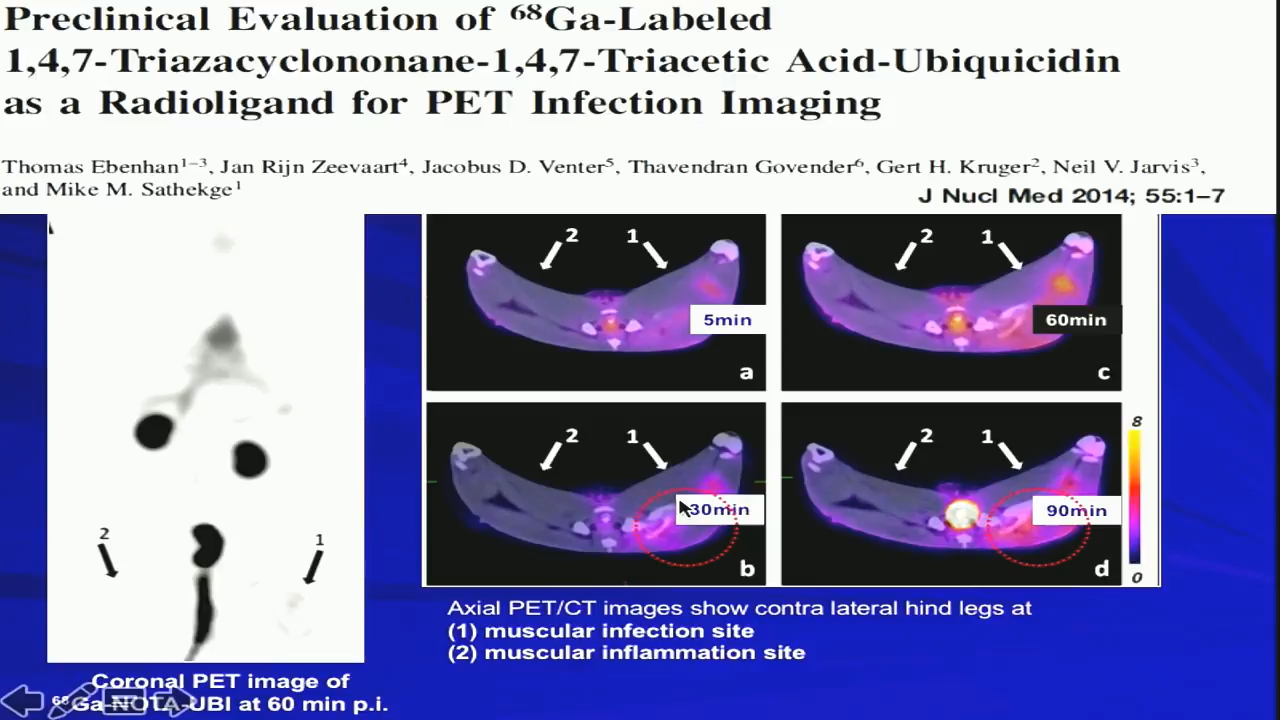 Preclinical Evaluation of ⁶⁸Ga-Labeled
1,4,7-Triazacyclononane-1,4,7-Triacetic Acid-Ubiquicidin
as a Radioligand for PET Infection Imaging
Thomas Ebenhan¹⁻³, Jan Rijn Zeevaart⁴, Jacobus D. Venter⁵, Thavendran Govender⁶, Gert H. Kruger², Neil V. Jarvis³,
and Mike M. Sathekge¹
J Nucl Med 2014; 55:1–7
2 1
5min
a
2 1
60min
c
2 1
30min
b
2 1
90min
d
8
0
2
1
Axial PET/CT images show contra lateral hind legs at
(1) muscular infection site
(2) muscular inflammation site
Coronal PET image of
⁶⁸Ga-NOTA-UBI at 60 min p.i.